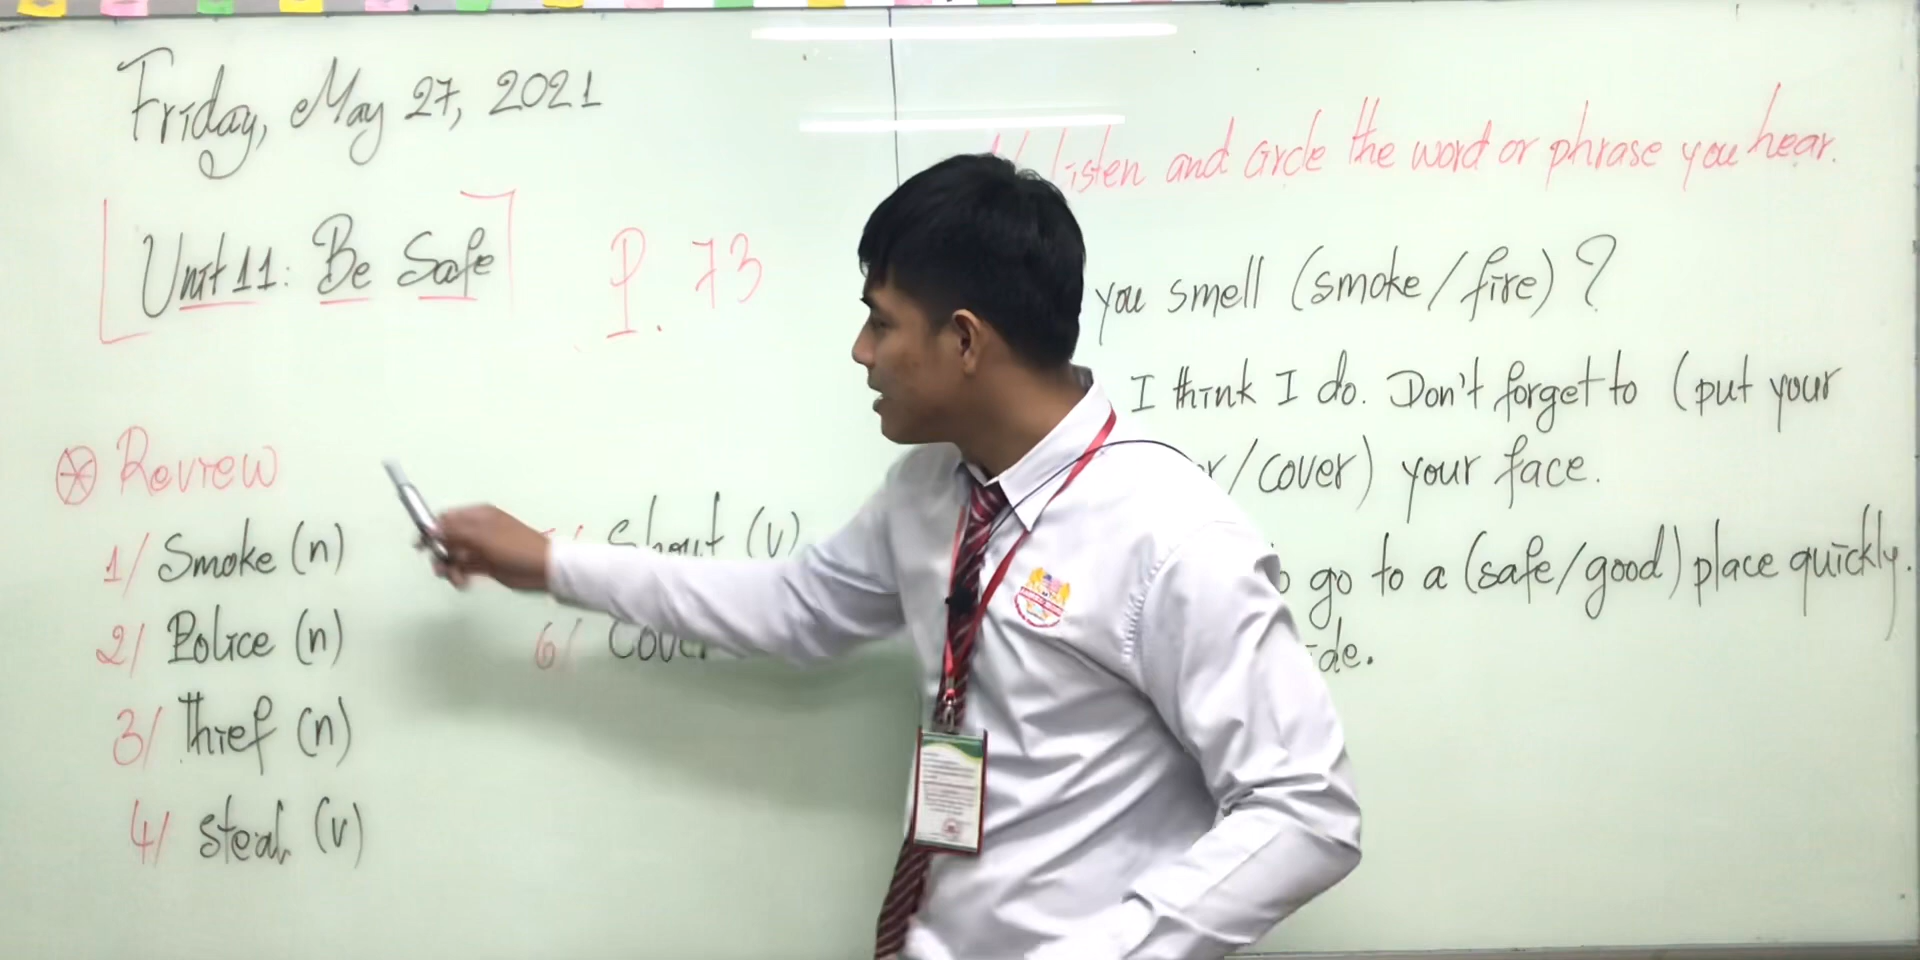 Friday, May 27, 2021
Unit 11: Be Safe
P. 73
Review
1/ Smoke (n)
2/ Police (n)
3/ Thief (n)
4/ steal (v)
Shout (v)
6/ Cover
Listen and circle the word or phrase you hear.
you smell (smoke/fire)?
I think I do. Don't forget to (put your
/cover) your face.
go to a (safe/good) place quickly.